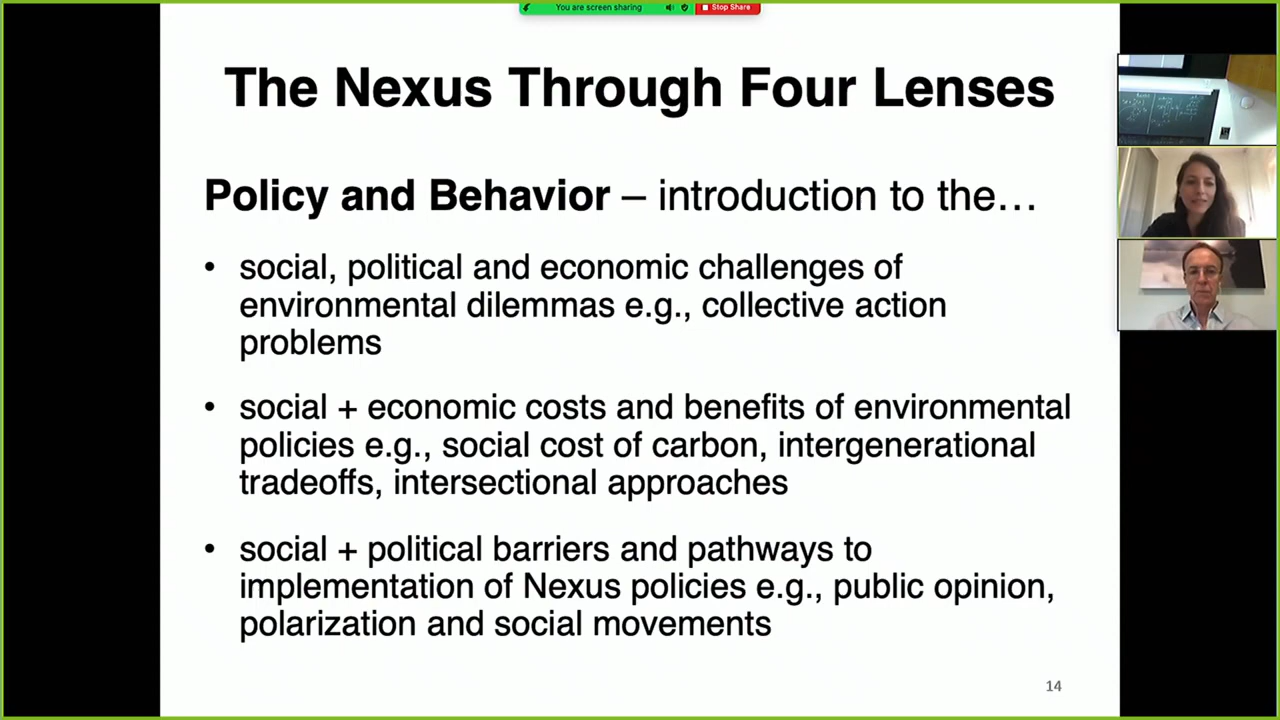 You are screen sharing
Stop Share
The Nexus Through Four Lenses
Policy and Behavior – introduction to the…
• social, political and economic challenges of
environmental dilemmas e.g., collective action
problems
• social + economic costs and benefits of environmental
policies e.g., social cost of carbon, intergenerational
tradeoffs, intersectional approaches
• social + political barriers and pathways to
implementation of Nexus policies e.g., public opinion,
polarization and social movements
14